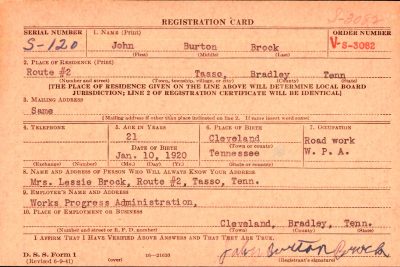 REGISTRATION CARD
SERIAL NUMBER 1. NAME (Print) ORDER NUMBER
S-120 John Burton Brock V-S-3082
(First) (Middle) (Last)
2. PLACE OF RESIDENCE (Print)
Route #2 Tasso, Bradley Tenn
(Number and street) (Town, township, village, or city) (County) (State)
[THE PLACE OF RESIDENCE GIVEN ON THE LINE ABOVE WILL DETERMINE LOCAL BOARD
JURISDICTION; LINE 2 OF REGISTRATION CERTIFICATE WILL BE IDENTICAL]
3. MAILING ADDRESS
Same
[Mailing address if other than place indicated on line 2. If same insert word same]
4. TELEPHONE 5. AGE IN YEARS 6. PLACE OF BIRTH 7. OCCUPATION
21 Cleveland Road work
DATE OF BIRTH (Town or county)
Jan. 10, 1920 Tennessee W. P. A.
(Exchange) (Number) (Mo.) (Day) (Yr.) (State or country)
8. NAME AND ADDRESS OF PERSON WHO WILL ALWAYS KNOW YOUR ADDRESS
Mrs. Lessie Brock, Route #2, Tasso, Tenn.
9. EMPLOYER'S NAME AND ADDRESS
Works Progress Administration,
10. PLACE OF EMPLOYMENT OR BUSINESS
Cleveland, Bradley, Tenn.
(Number and street or R. F. D. number) (Town) (County) (State)
I AFFIRM THAT I HAVE VERIFIED ABOVE ANSWERS AND THAT THEY ARE TRUE.
John Burton Brock
D. S. S. Form 1
(Revised 6-9-41) (over) 16-21630 (Registrant's signature)